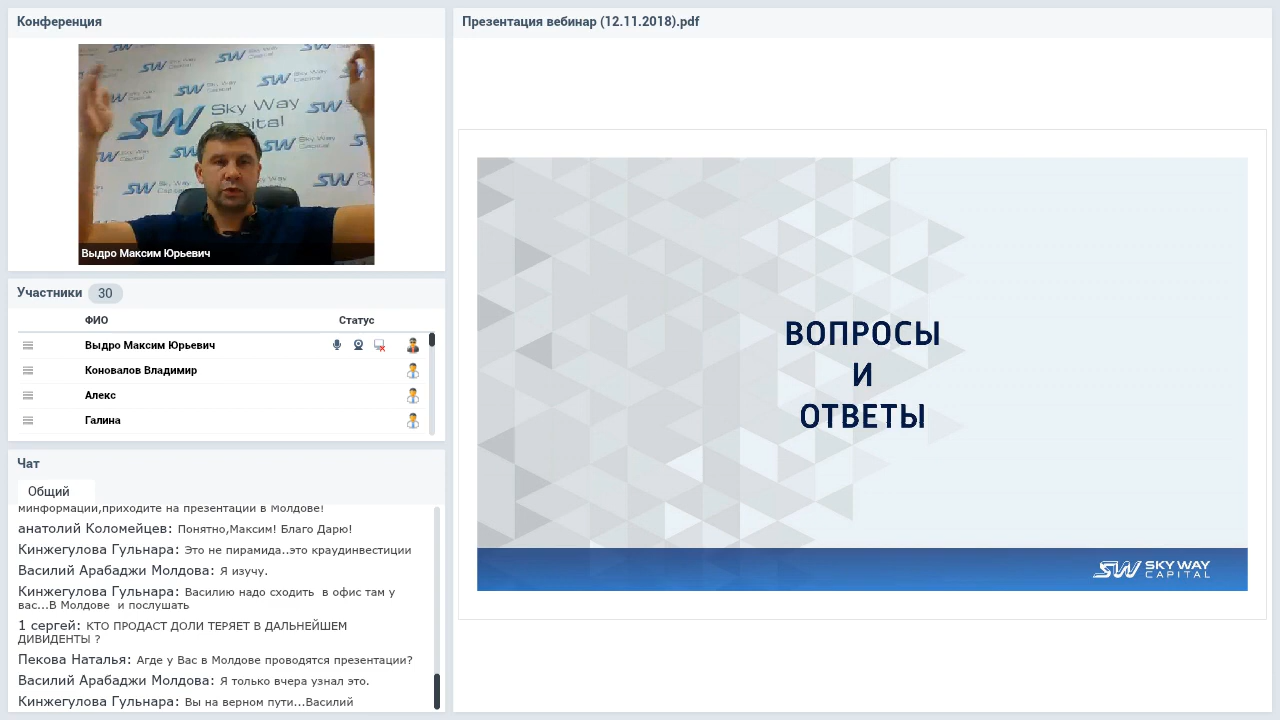 Конференция
SW Sky Way Capital
Выдро Максим Юрьевич
Участники 30
ФИО Статус
Выдро Максим Юрьевич
Коновалов Владимир
Алекс
Галина
Чат
Общий
минформации,приходите на презентации в Молдове!
анатолий Коломейцев: Понятно,Максим! Благо Дарю!
Кинжегулова Гульнара: Это не пирамида..это краудинвестиции
Василий Арабаджи Молдова: Я изучу.
Кинжегулова Гульнара: Василию надо сходить в офис там у
вас...В Молдове и послушать
1 сергей: КТО ПРОДАСТ ДОЛИ ТЕРЯЕТ В ДАЛЬНЕЙШЕМ
ДИВИДЕНТЫ ?
Пекова Наталья: Агде у Вас в Молдове проводятся презентации?
Василий Арабаджи Молдова: Я только вчера узнал это.
Кинжегулова Гульнара: Вы на верном пути...Василий
Презентация вебинар (12.11.2018).pdf
ВОПРОСЫ
И
ОТВЕТЫ
SW SKY WAY
CAPITAL